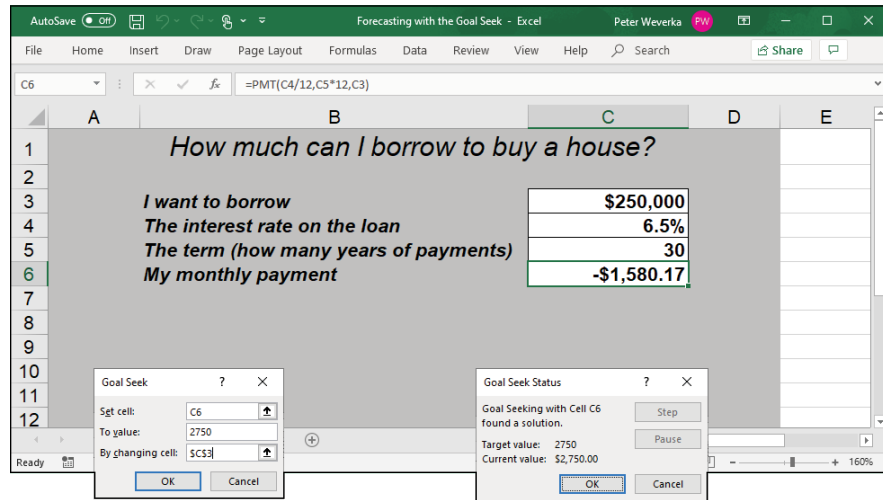 AutoSave Off Forecasting with the Goal Seek - Excel Peter Weverka PW
File Home Insert Draw Page Layout Formulas Data Review View Help Search Share
C6 fx =PMT(C4/12,C5*12,C3)
A B C D E
1 How much can I borrow to buy a house?
2
3 I want to borrow $250,000
4 The interest rate on the loan 6.5%
5 The term (how many years of payments) 30
6 My monthly payment -$1,580.17
7
8
9
10
11
12
Goal Seek ? ×
Set cell: C6
To value: 2750
By changing cell: $C$3
OK Cancel
Goal Seek Status ? ×
Goal Seeking with Cell C6 Step
found a solution.
Pause
Target value: 2750
Current value: $2,750.00
OK Cancel
Ready 160%